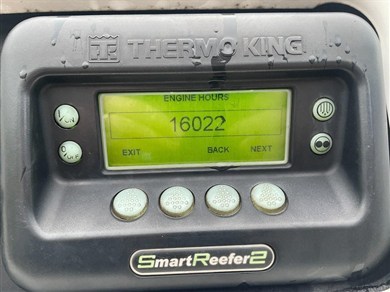 THERMO KING
ENGINE HOURS
16022
EXIT BACK NEXT
SmartReefer2